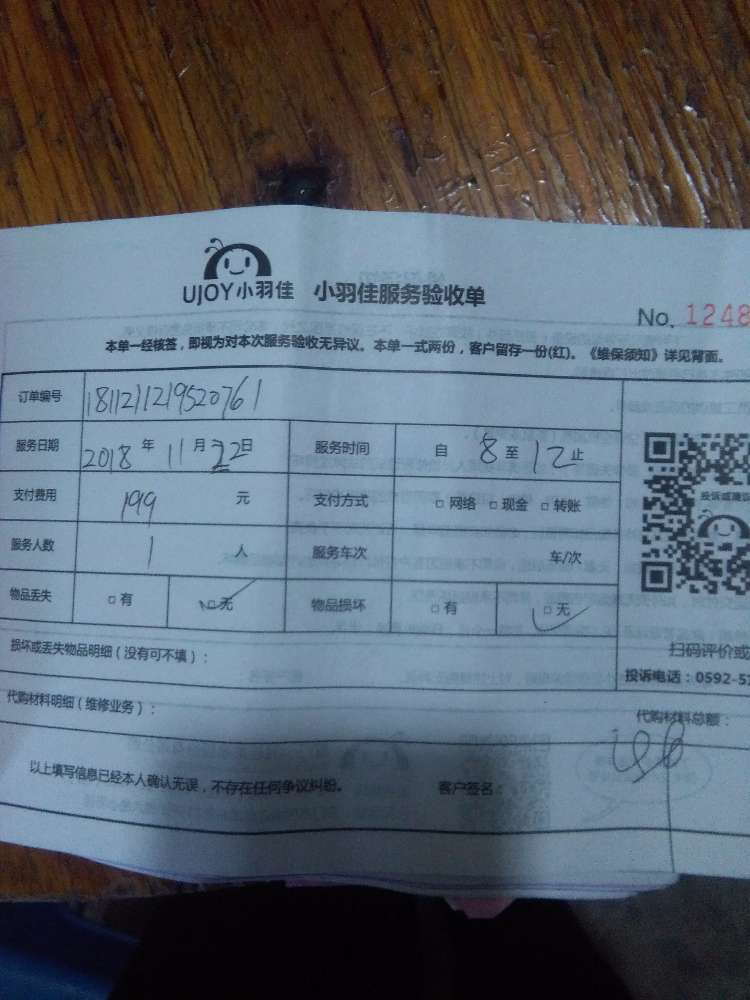 UJOY小羽佳 小羽佳服务验收单
No. 1248
本单一经核签，即视为对本次服务验收无异议。本单一式两份，客户留存一份(红)。《维保须知》详见背面。
订单编号 1811211219520761
服务日期 2018 年 11 月 22 日 服务时间 自 8 至 12 止
支付费用 199 元 支付方式 □ 网络 □ 现金 □ 转账
服务人数 1 人 服务车次 车/次
物品丢失 □ 有 □ 无 物品损坏 □ 有 □ 无
投诉或建议
扫码评价或
投诉电话：0592-51
损坏或丢失物品明细（没有可不填）：
代购材料明细（维修业务）： 代购材料总额：
以上填写信息已经本人确认无误，不存在任何争议纠纷。 客户签名：